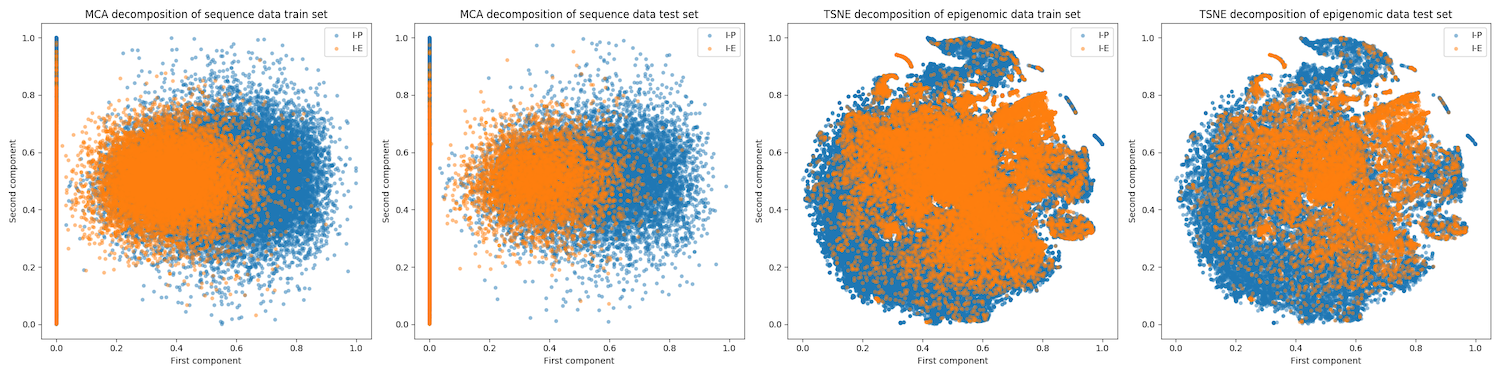 MCA decomposition of sequence data train set
1.0
0.8
0.6
0.4
0.2
0.0
Second component
0.0 0.2 0.4 0.6 0.8 1.0
First component
I-P
I-E
MCA decomposition of sequence data test set
1.0
0.8
0.6
0.4
0.2
0.0
Second component
0.0 0.2 0.4 0.6 0.8 1.0
First component
I-P
I-E
TSNE decomposition of epigenomic data train set
1.0
0.8
0.6
0.4
0.2
0.0
Second component
0.0 0.2 0.4 0.6 0.8 1.0
First component
I-P
I-E
TSNE decomposition of epigenomic data test set
1.0
0.8
0.6
0.4
0.2
0.0
Second component
0.0 0.2 0.4 0.6 0.8 1.0
First component
I-P
I-E